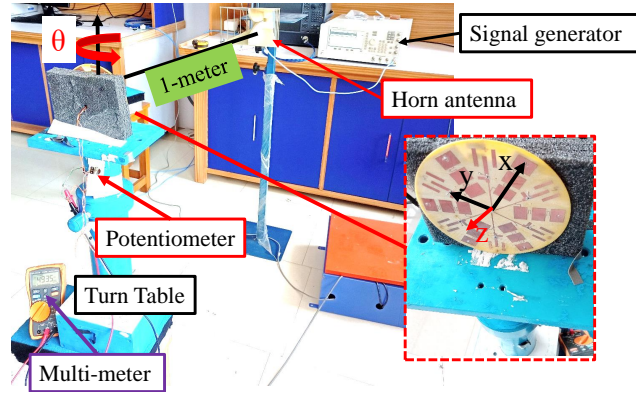 θ
1-meter
Signal generator
Horn antenna
x
y
z
Potentiometer
Turn Table
Multi-meter